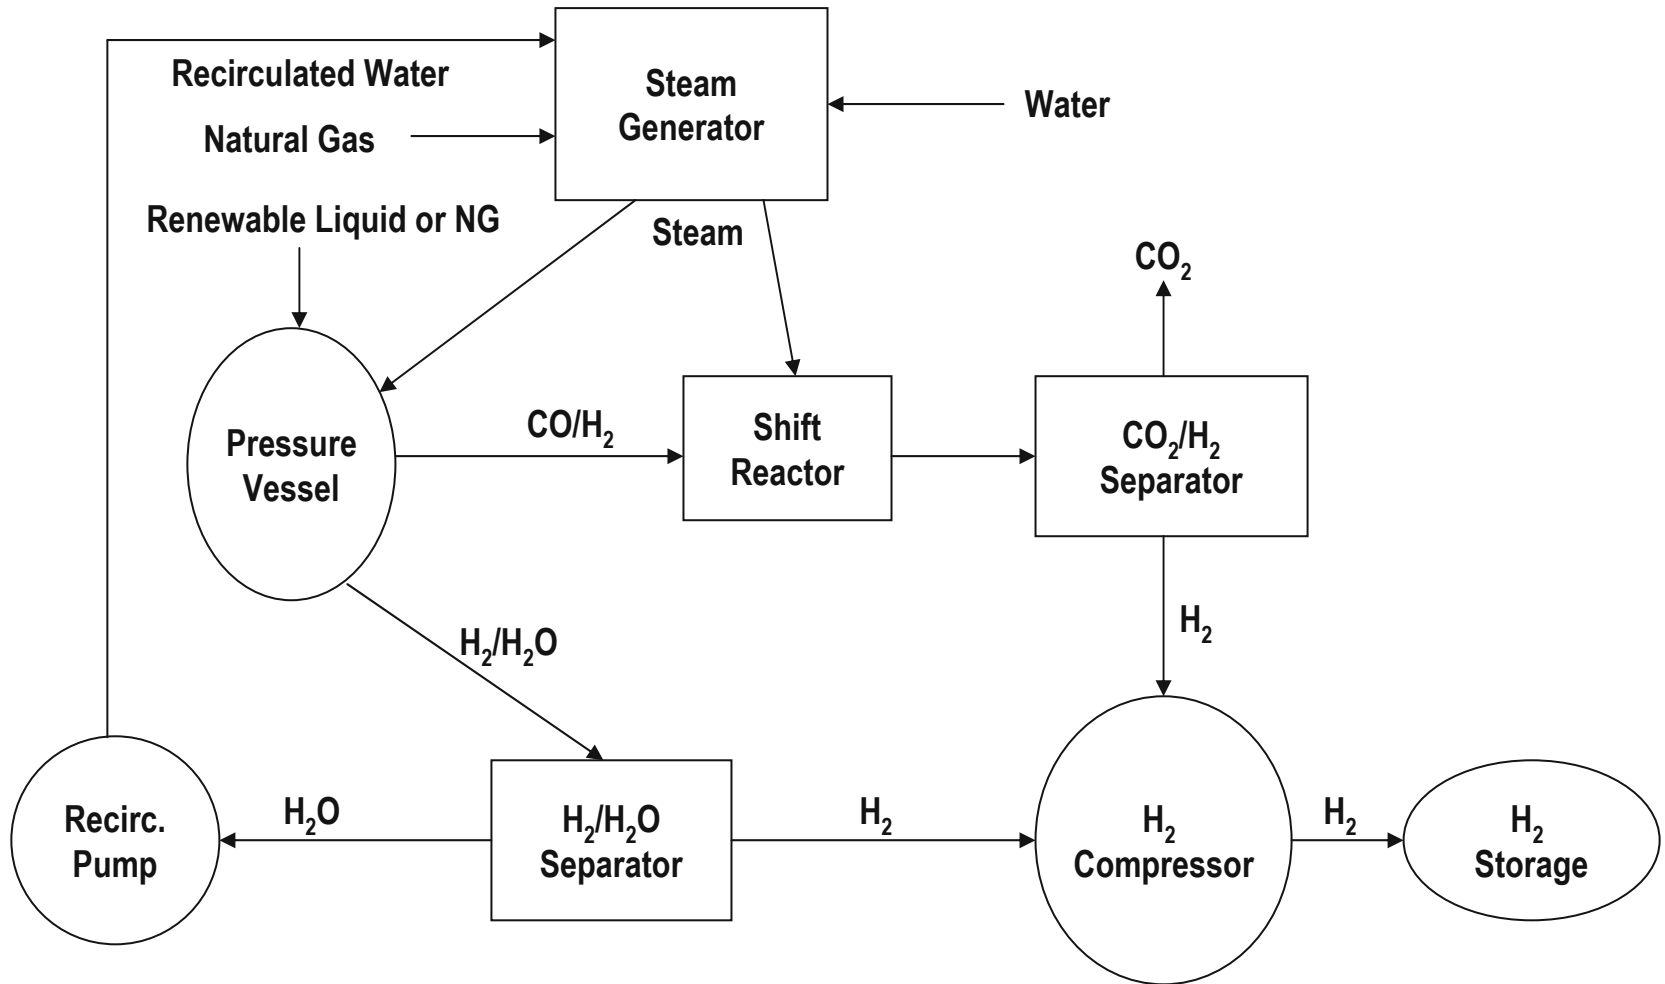 Recirculated Water
Steam
Generator
Water
Natural Gas
Renewable Liquid or NG
Steam
CO₂
Pressure
Vessel
CO/H₂
Shift
Reactor
CO₂/H₂
Separator
H₂/H₂O
H₂
Recirc.
Pump
H₂O
H₂/H₂O
Separator
H₂
H₂
Compressor
H₂
H₂
Storage